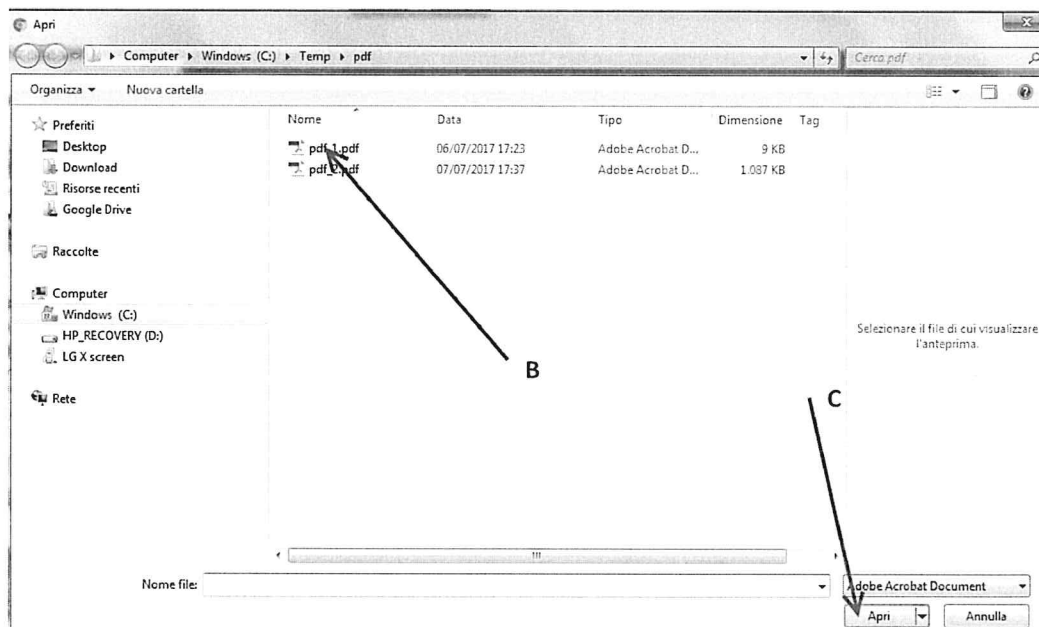 Apri
Computer Windows (C:) Temp pdf
Cerca pdf
Organizza Nuova cartella
Nome Data Tipo Dimensione Tag
Preferiti
Desktop
Download
Risorse recenti
Google Drive
Raccolte
Computer
Windows (C:)
HP_RECOVERY (D:)
LG X screen
Rete
pdf_1.pdf 06/07/2017 17:23 Adobe Acrobat D... 9 KB
pdf_2.pdf 07/07/2017 17:37 Adobe Acrobat D... 1.087 KB
B
C
Selezionare il file di cui visualizzare
l'anteprima.
Nome file:
Adobe Acrobat Document
Apri Annulla